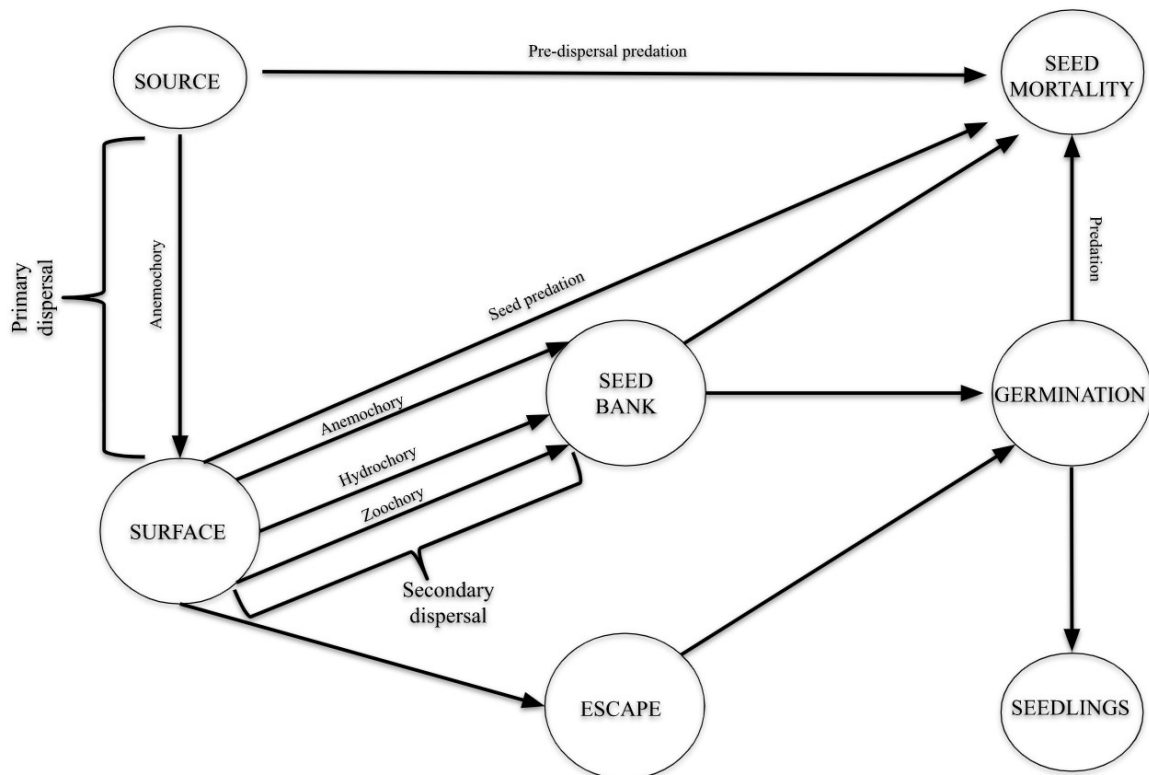 Pre-dispersal predation
SOURCE
SEED
MORTALITY
Primary
dispersal
Anemochory
Seed predation
Predation
Anemochory
SEED
BANK
GERMINATION
Hydrochory
Zoochory
SURFACE
Secondary
dispersal
ESCAPE
SEEDLINGS